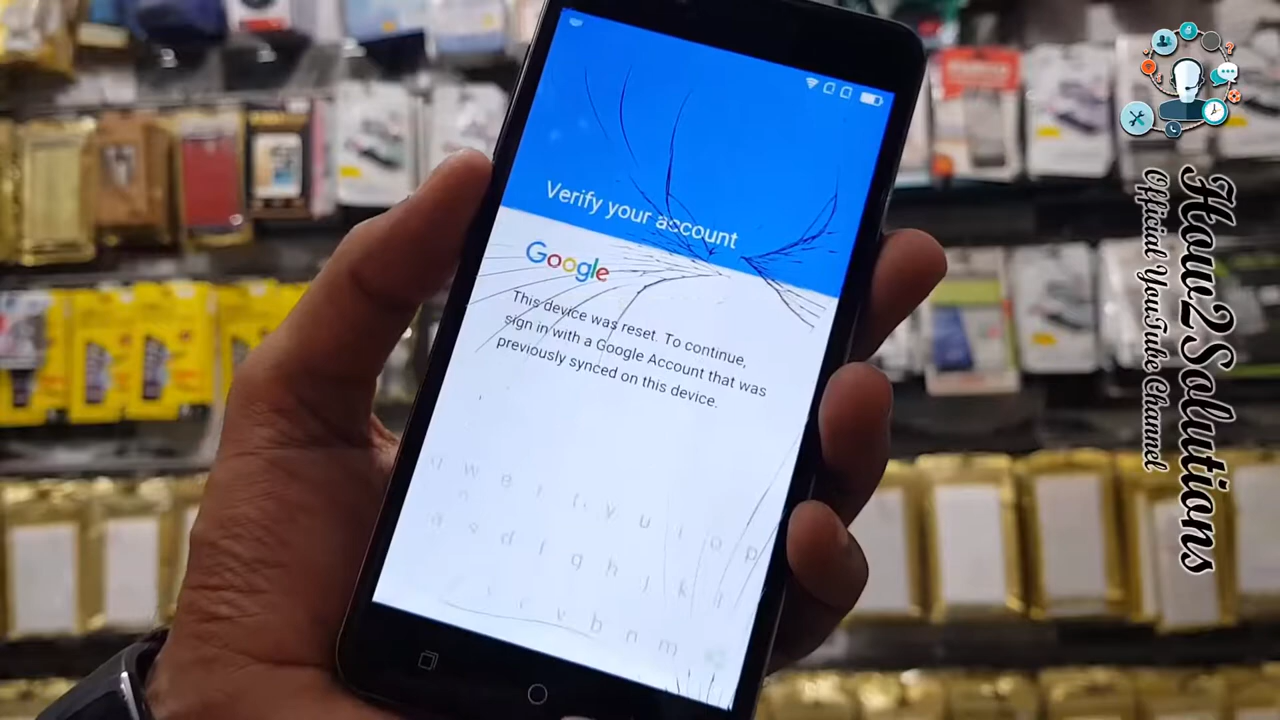 Verify your account
Google
This device was reset. To continue,
sign in with a Google Account that was
previously synced on this device.
q w e r t y u i o p
a s d f g h j k l
v b n m
How2Solutions
Official YouTube Channel